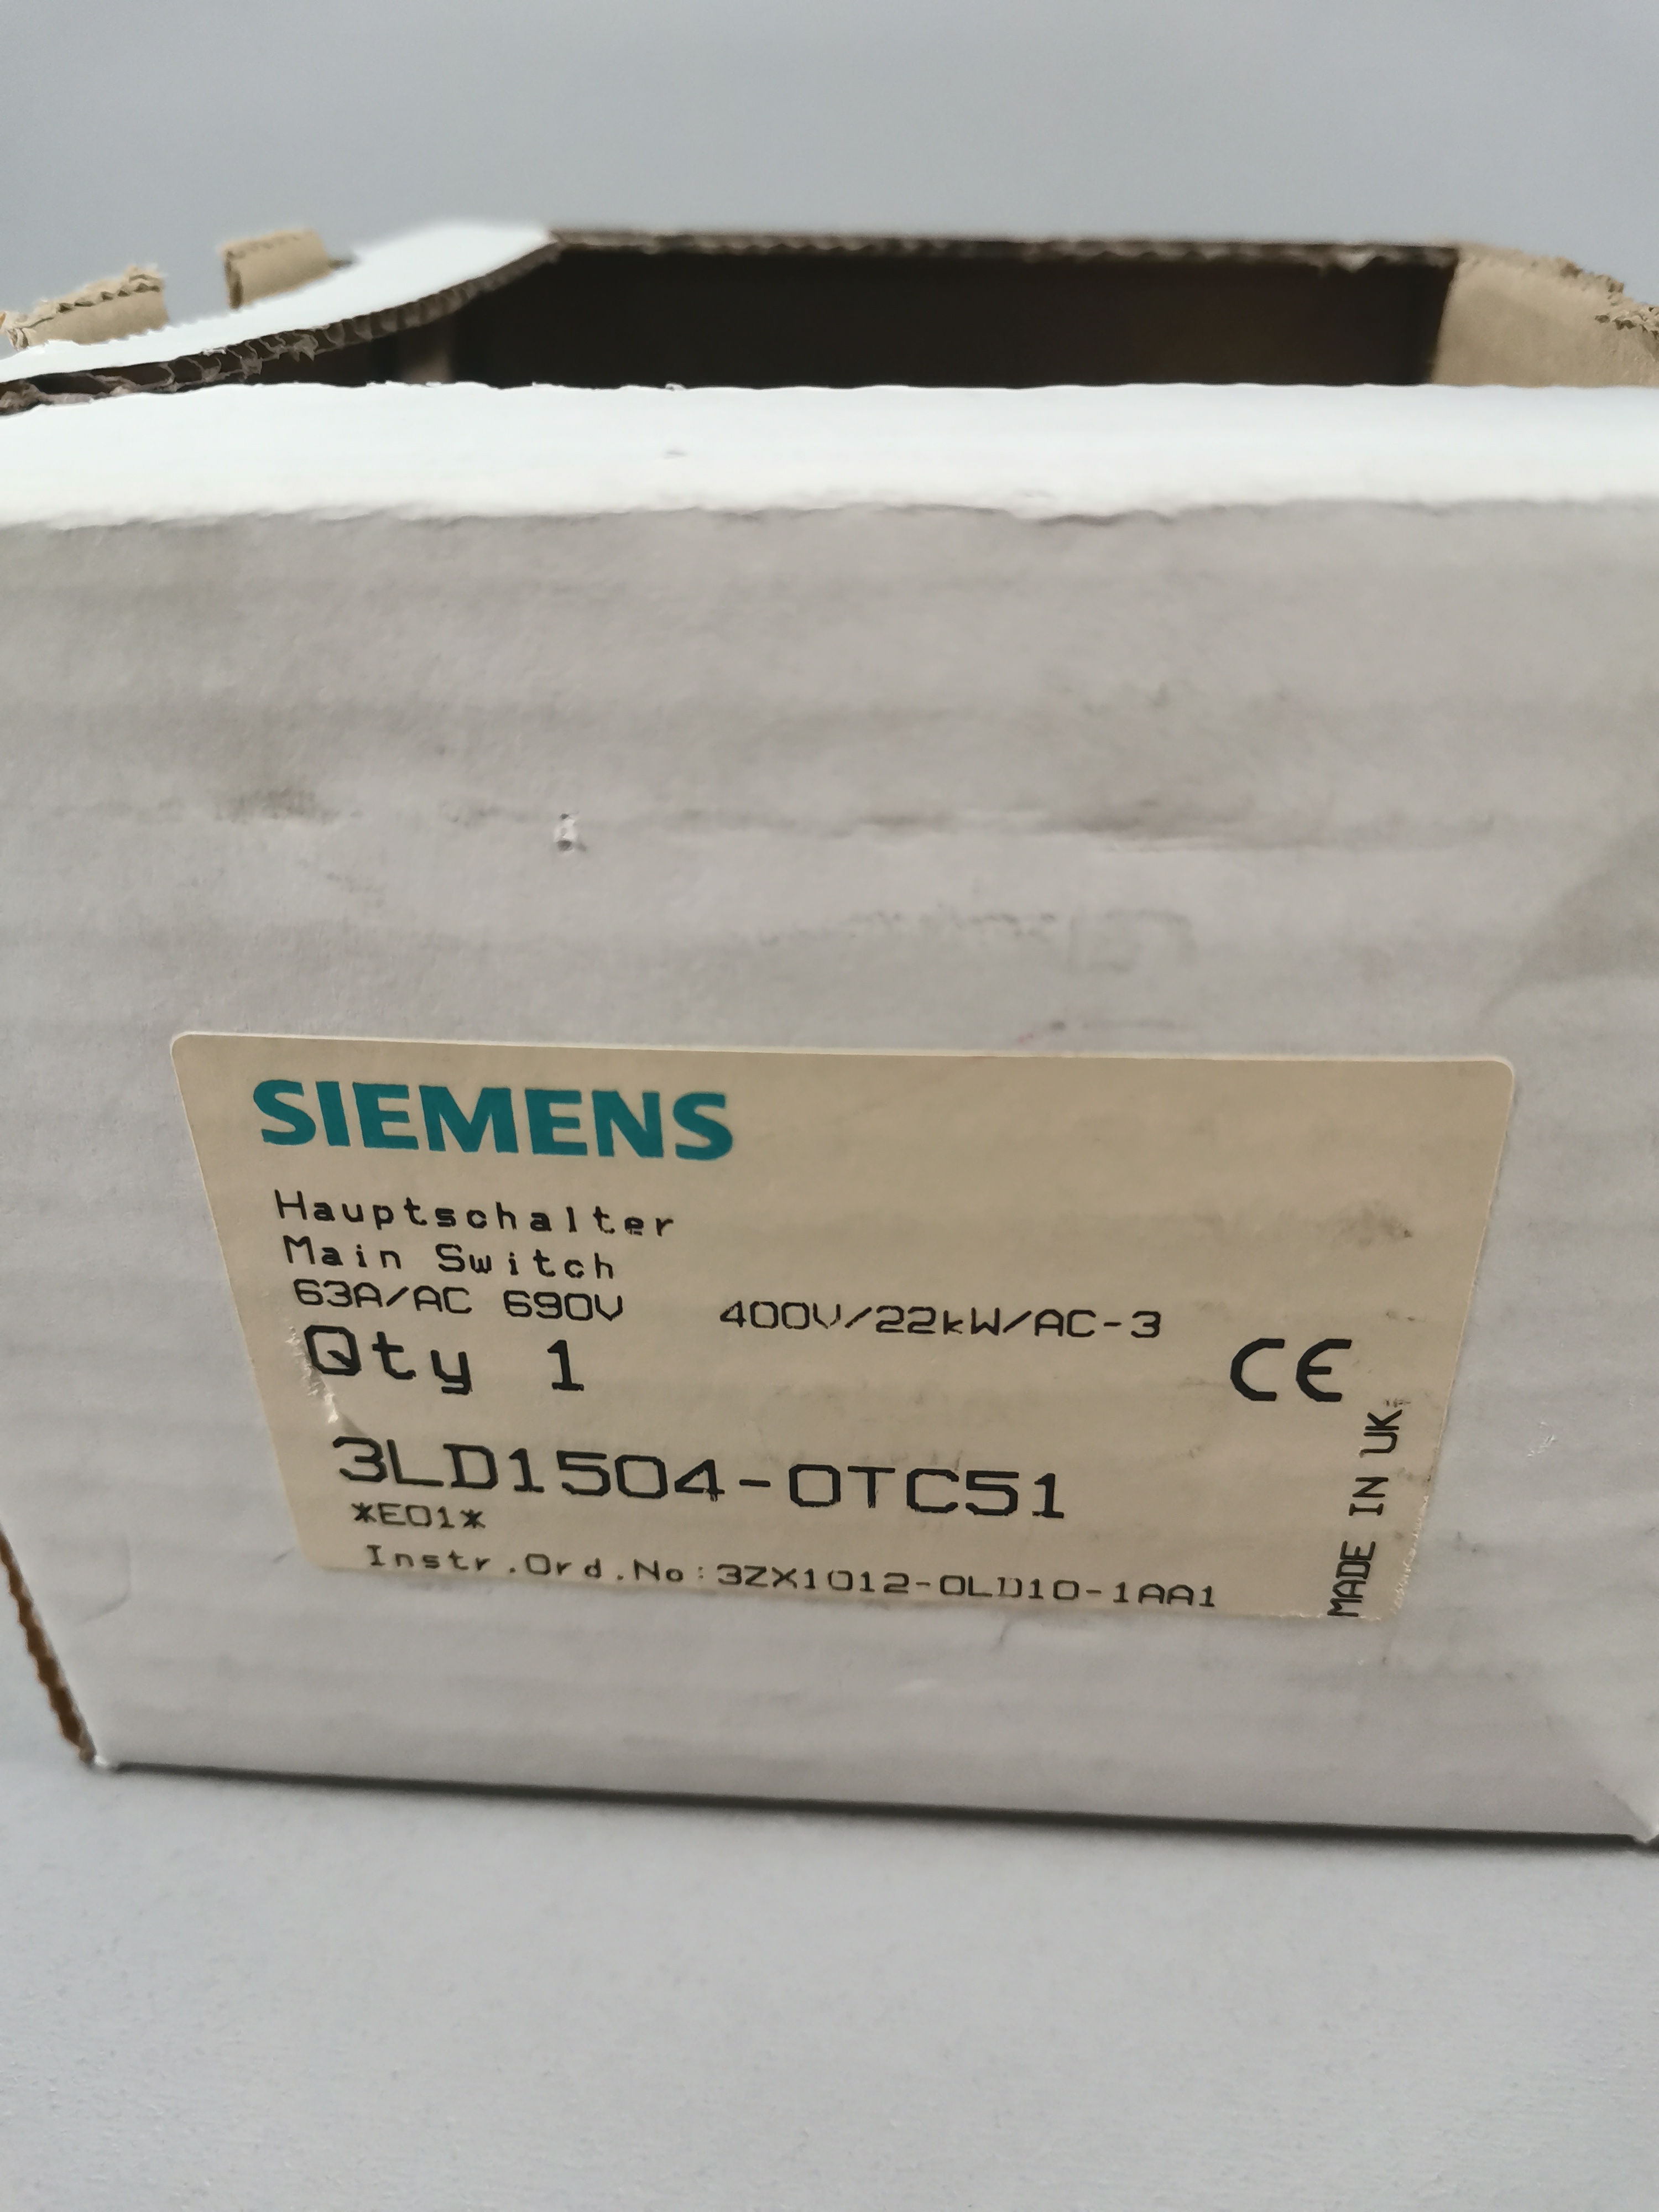 SIEMENS
Hauptschalter
Main Switch
63A/AC 690V 400V/22kW/AC-3
Qty 1
CE
3LD1504-0TC51
*E01*
Instr.Ord.No:3ZX1012-0LD10-1AA1
MADE IN UK